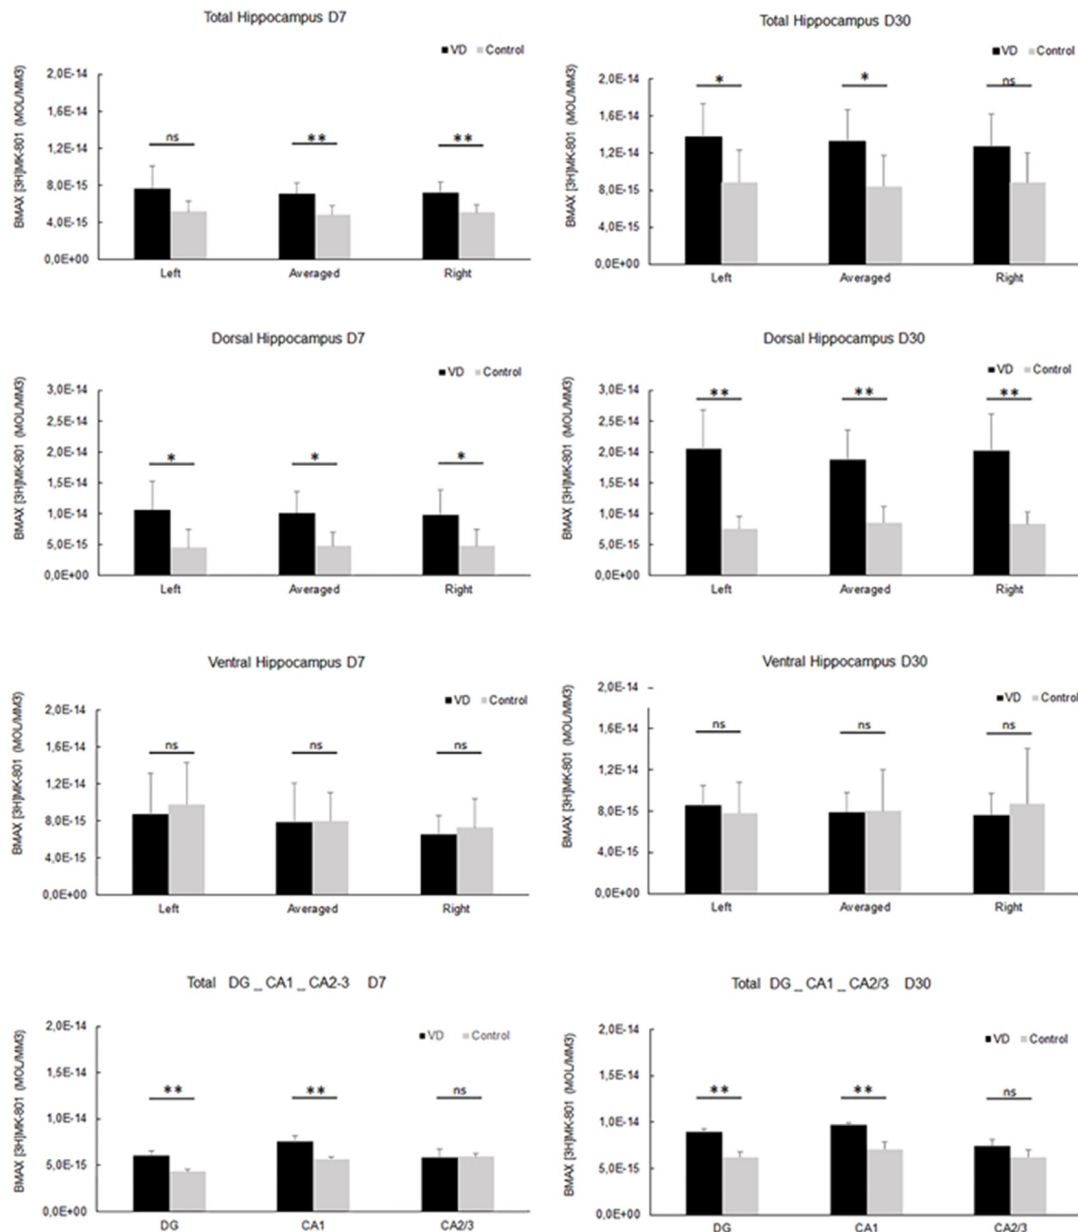 Total Hippocampus D7
VD Control
BMAX [3H]MK-801 (MOL/MM3)
2,0E-14
1,6E-14
1,2E-14
8,0E-15
4,0E-15
0,0E+00
ns ** **
Left Averaged Right
Total Hippocampus D30
VD Control
BMAX [3H]MK-801 (MOL/MM3)
2,0E-14
1,6E-14
1,2E-14
8,0E-15
4,0E-15
0,0E+00
* * ns
Left Averaged Right
Dorsal Hippocampus D7
VD Control
BMAX [3H]MK-801 (MOL/MM3)
3,0E-14
2,5E-14
2,0E-14
1,5E-14
1,0E-14
5,0E-15
0,0E+00
* * *
Left Averaged Right
Dorsal Hippocampus D30
VD Control
BMAX [3H]MK-801 (MOL/MM3)
3,0E-14
2,5E-14
2,0E-14
1,5E-14
1,0E-14
5,0E-15
0,0E+00
** ** **
Left Averaged Right
Ventral Hippocampus D7
VD Control
BMAX [3H]MK-801 (MOL/MM3)
2,0E-14
1,6E-14
1,2E-14
8,0E-15
4,0E-15
0,0E+00
ns ns ns
Left Averaged Right
Ventral Hippocampus D30
VD Control
BMAX [3H]MK-801 (MOL/MM3)
2,0E-14
1,6E-14
1,2E-14
8,0E-15
4,0E-15
0,0E+00
ns ns ns
Left Averaged Right
Total DG _ CA1 _ CA2-3 D7
VD Control
BMAX [3H]MK-801 (MOL/MM3)
2,0E-14
1,5E-14
1,0E-14
5,0E-15
0,0E+00
** ** ns
DG CA1 CA2/3
Total DG _ CA1 _ CA2/3 D30
VD Control
BMAX [3H]MK-801 (MOL/MM3)
2,0E-14
1,5E-14
1,0E-14
5,0E-15
0,0E+00
** ** ns
DG CA1 CA2/3